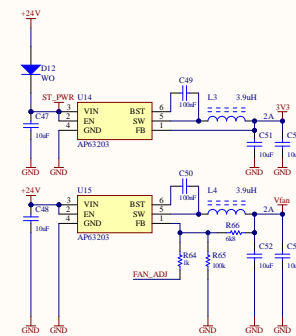 +24V
D12
WO
ST_PWR
U14
C49
100nF
L3 3.9uH
3 VIN BST 6
2 EN SW 5
4 GND FB 1
AP63203
2A
3V3
C47
10uF
C51
10uF
10uF
GND GND GND GND
+24V
U15
C50
100nF
L4 3.9uH
3 VIN BST 6
2 EN SW 5
4 GND FB 1
AP63203
2A
Vfan
C48
10uF
R66
6k8
R64
1k
R65
100k
C52
10uF
10uF
FAN_ADJ
GND GND GND GND GND